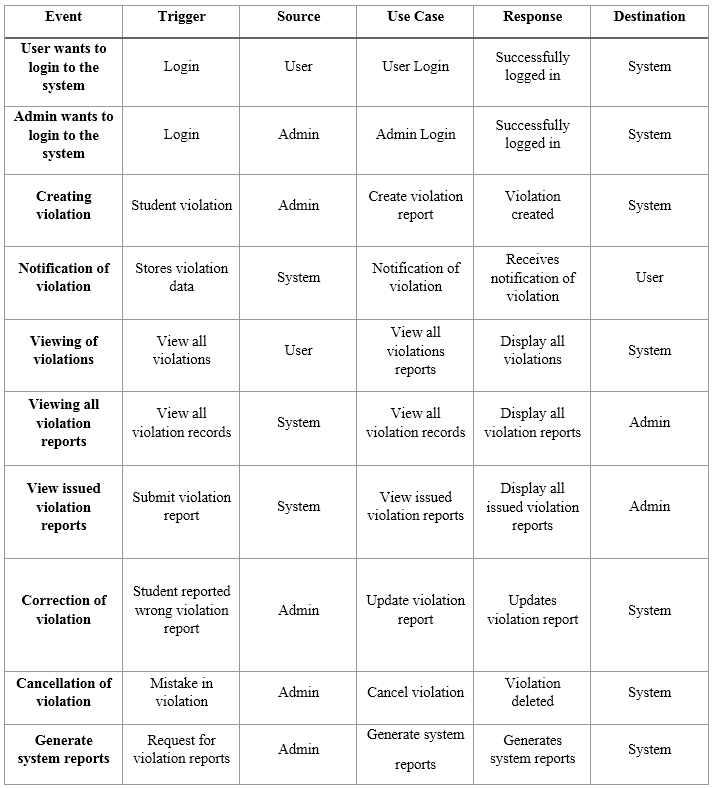 Event Trigger Source Use Case Response Destination
User wants to
login to the
system
Login
User
User Login
Successfully
logged in
System
Admin wants to
login to the
system
Login
Admin
Admin Login
Successfully
logged in
System
Creating
violation
Student violation
Admin
Create violation
report
Violation
created
System
Notification of
violation
Stores violation
data
System
Notification of
violation
Receives
notification of
violation
User
Viewing of
violations
View all
violations
User
View all
violations
reports
Display all
violations
System
Viewing all
violation
reports
View all
violation records
System
View all
violation records
Display all
violation reports
Admin
View issued
violation
reports
Submit violation
report
System
View issued
violation reports
Display all
issued violation
reports
Admin
Correction of
violation
Student reported
wrong violation
report
Admin
Update violation
report
Updates
violation report
System
Cancellation of
violation
Mistake in
violation
Admin
Cancel violation
Violation
deleted
System
Generate
system reports
Request for
violation reports
Admin
Generate system
reports
Generates
system reports
System